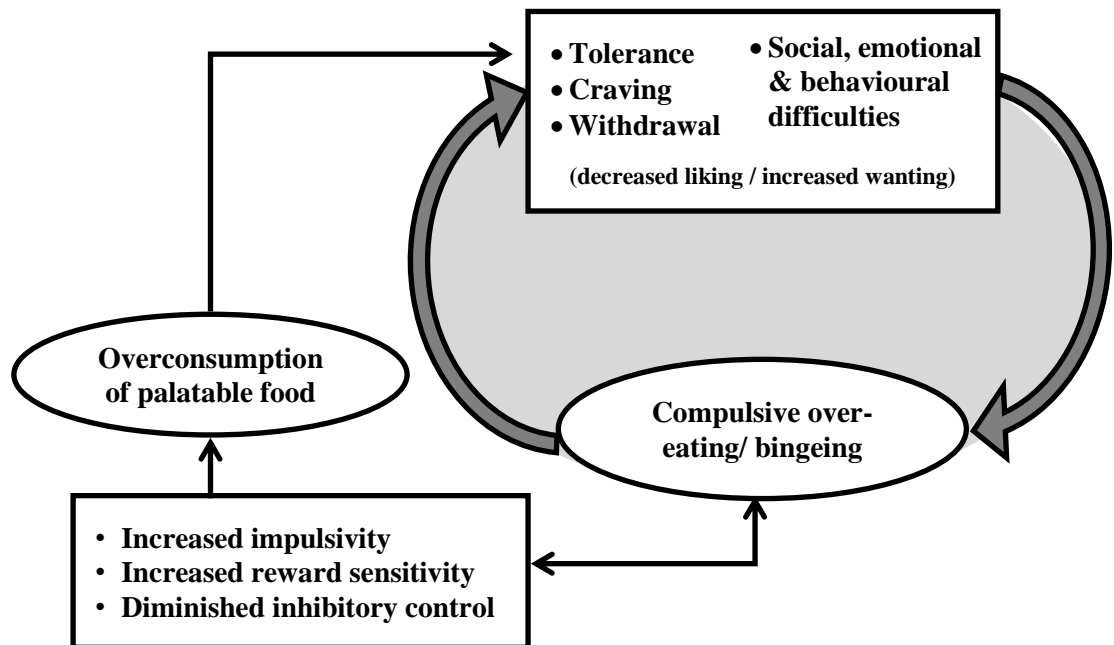 • Tolerance
• Craving
• Withdrawal
• Social, emotional
& behavioural
difficulties
(decreased liking / increased wanting)
Overconsumption
of palatable food
Compulsive over-
eating/ bingeing
• Increased impulsivity
• Increased reward sensitivity
• Diminished inhibitory control